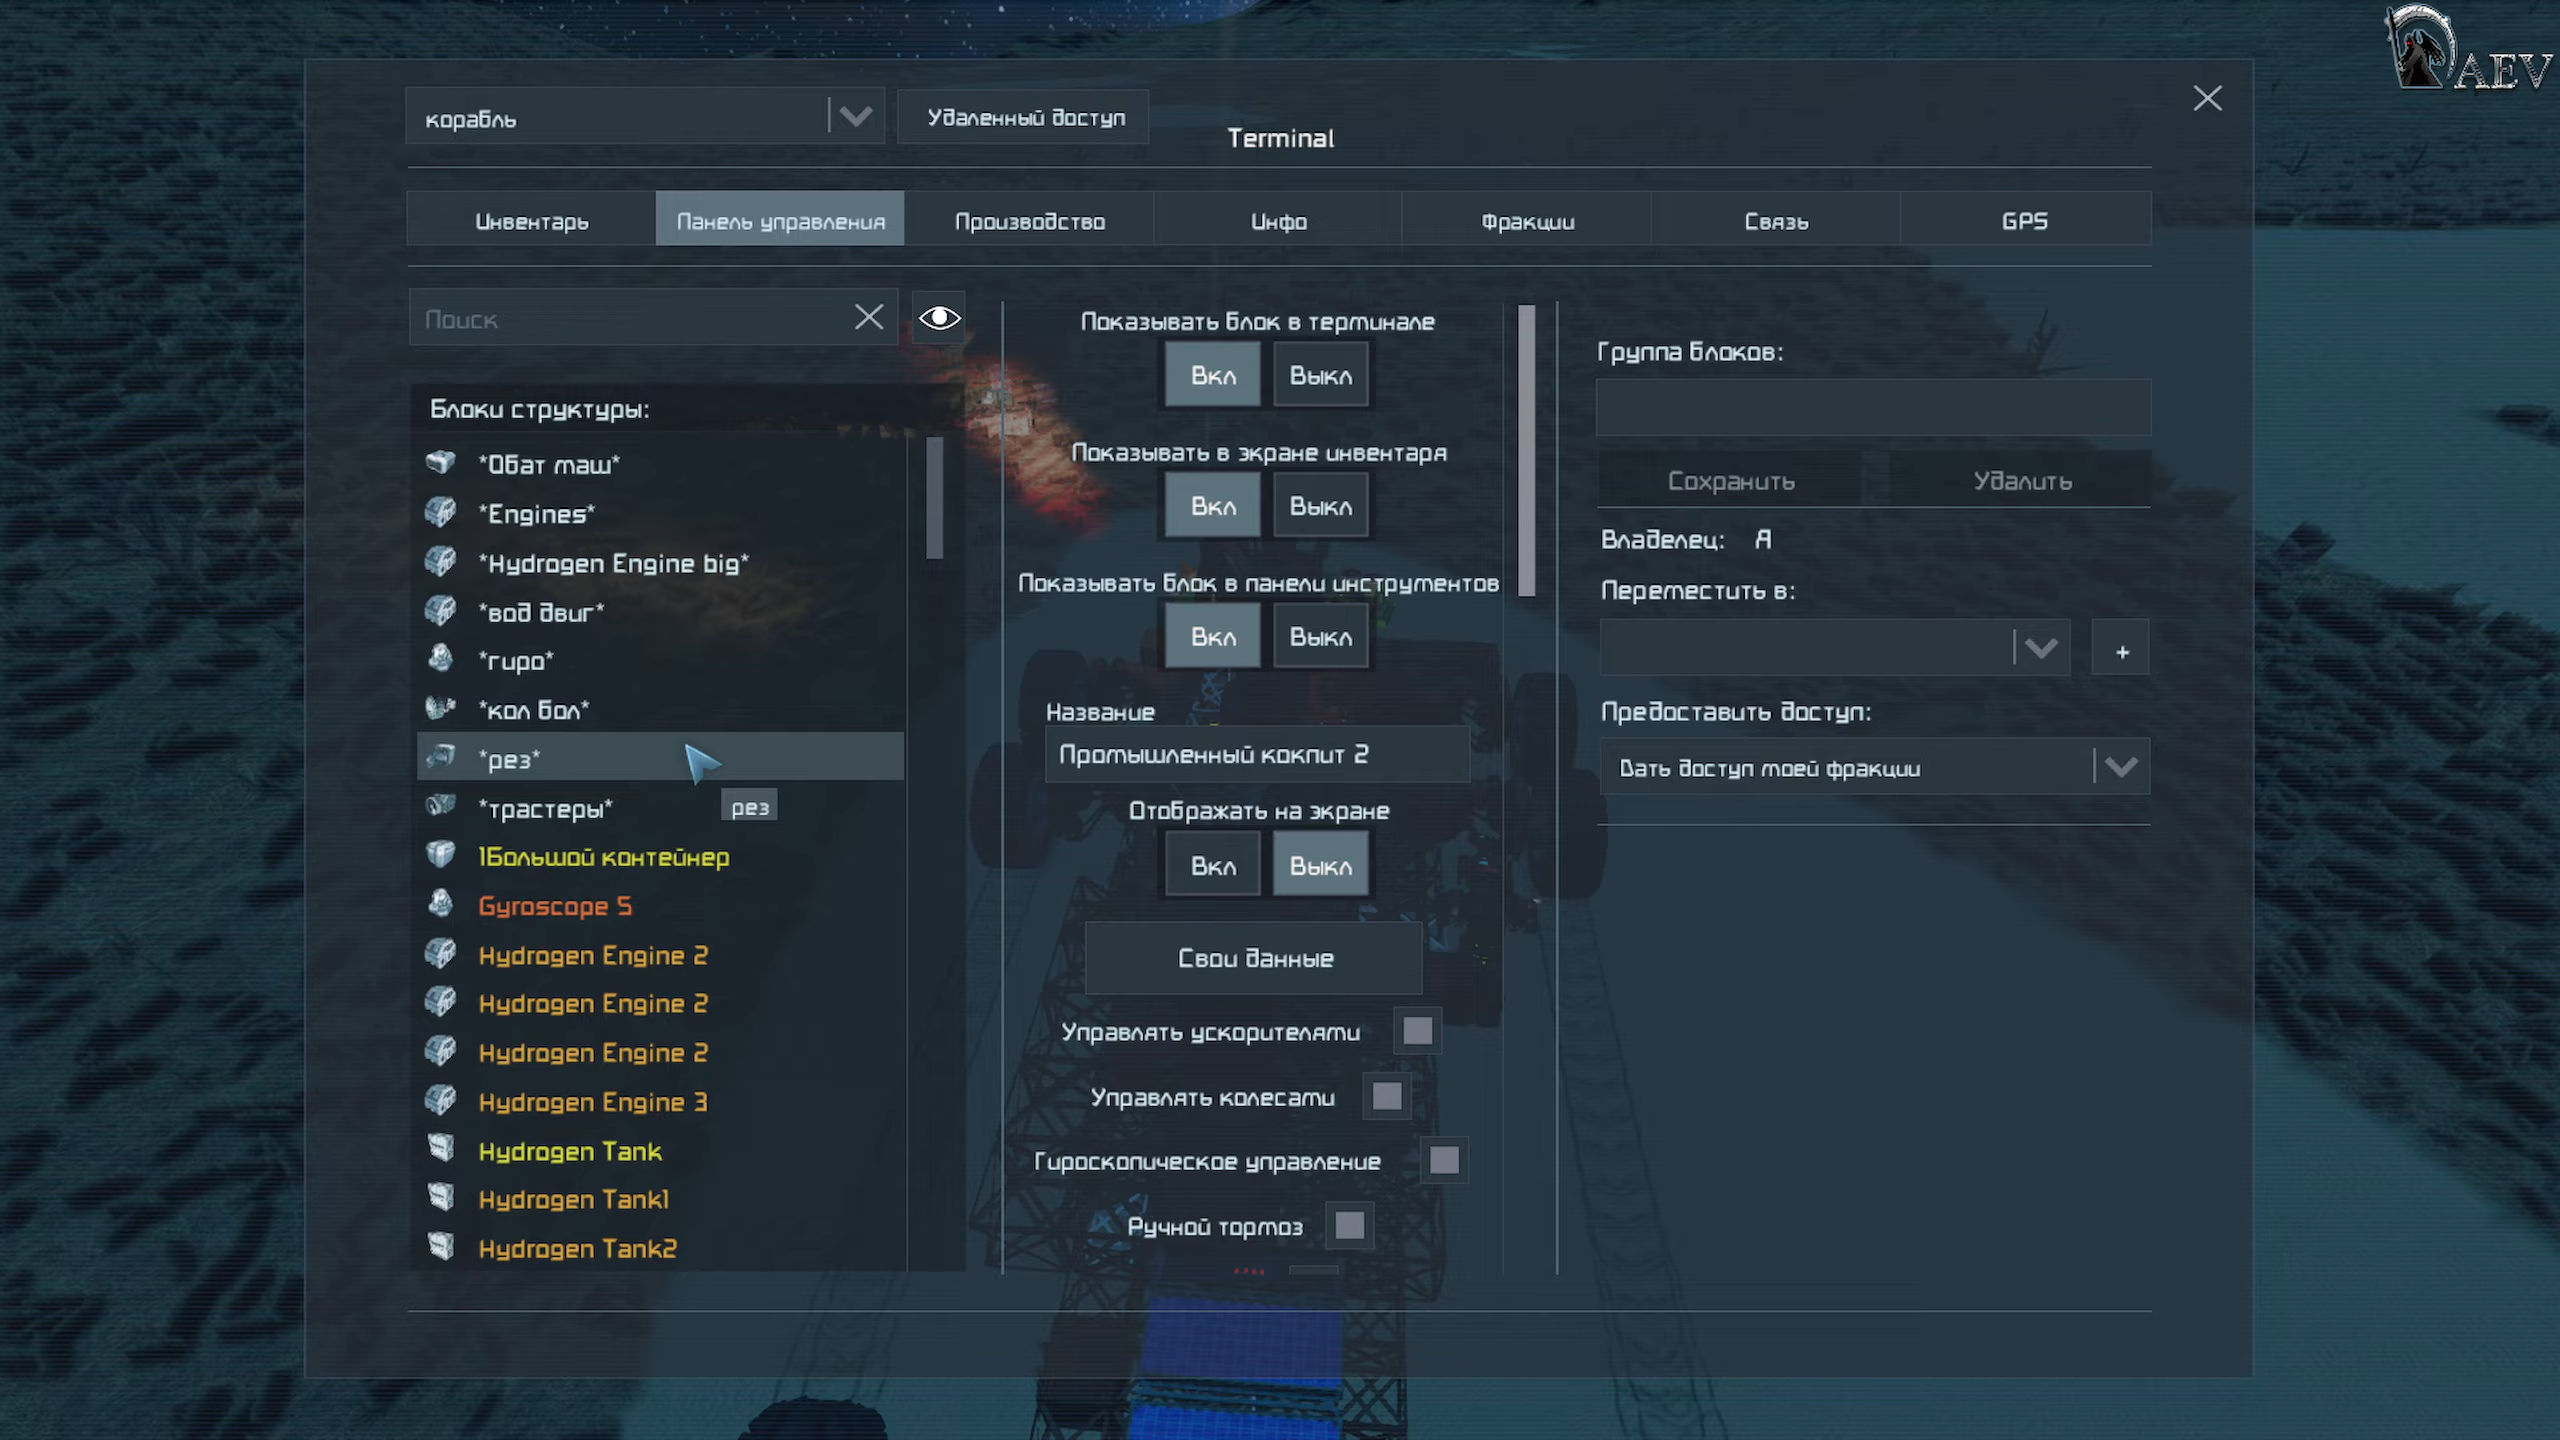 AEV
корабль
Удаленный доступ
Terminal
Инвентарь
Панель управления
Производство
Инфо
Фракции
Связь
GPS
Поиск
Блоки структуры:
*Обат маш*
*Engines*
*Hydrogen Engine big*
*вод двиг*
*гиро*
*кол бол*
*рез*
*трастеры*
рез
1Большой контейнер
Gyroscope 5
Hydrogen Engine 2
Hydrogen Engine 2
Hydrogen Engine 2
Hydrogen Engine 3
Hydrogen Tank
Hydrogen Tank1
Hydrogen Tank2
Показывать блок в терминале
Вкл Выкл
Показывать в экране инвентаря
Вкл Выкл
Показывать блок в панели инструментов
Вкл Выкл
Название
Промышленный кокпит 2
Отображать на экране
Вкл Выкл
Свои данные
Управлять ускорителями
Управлять колесами
Гироскопическое управление
Ручной тормоз
Группа блоков:
Сохранить Удалить
Владелец: A
Переместить в:
+
Предоставить доступ:
Дать доступ моей фракции